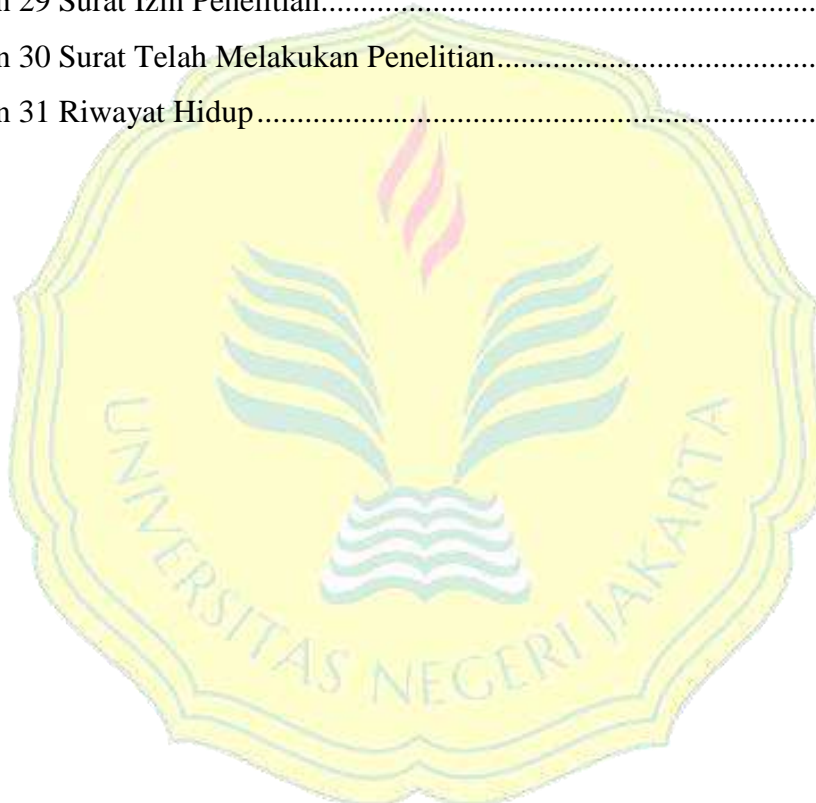 n 29 Surat Izin Penelitian....................................................................
n 30 Surat Telah Melakukan Penelitian..............................................
n 31 Riwayat Hidup............................................................................
UNIVERSITAS NEGERI JAKARTA